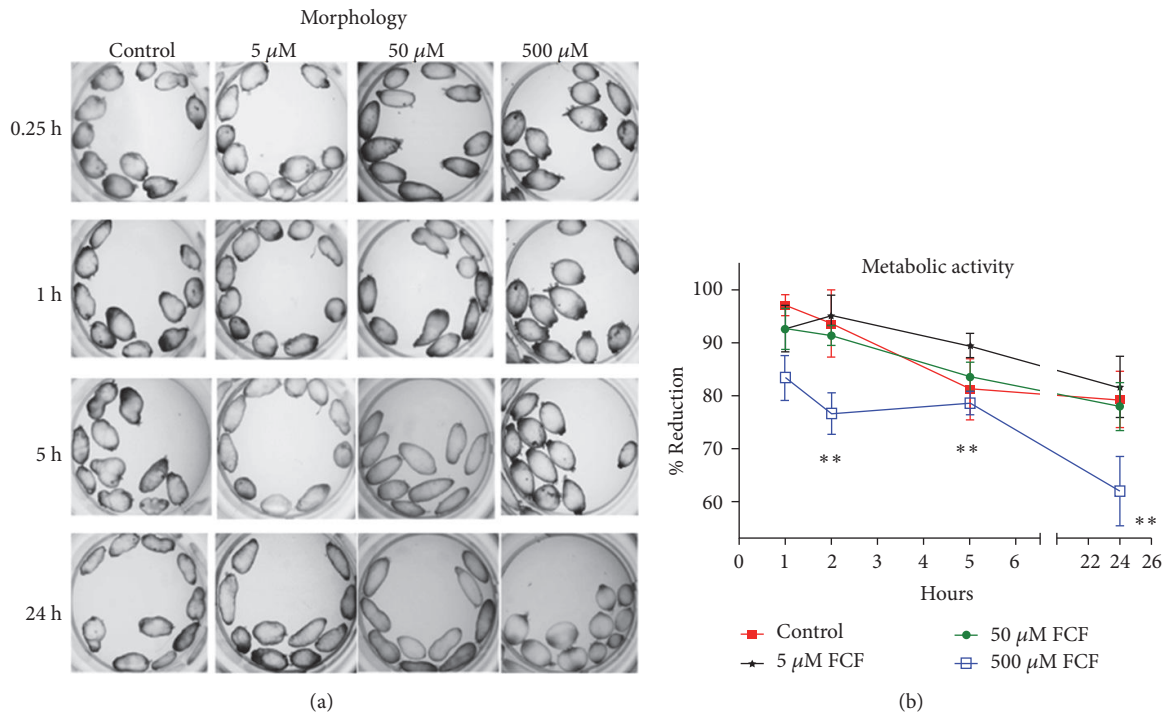 Morphology
Control 5 μM 50 μM 500 μM
0.25 h
1 h
5 h
24 h
(a)
Metabolic activity
% Reduction
100
90
80
70
60
**
**
**
0 1 2 3 4 5 6 22 24 26
Hours
Control
5 μM FCF
50 μM FCF
500 μM FCF
(b)